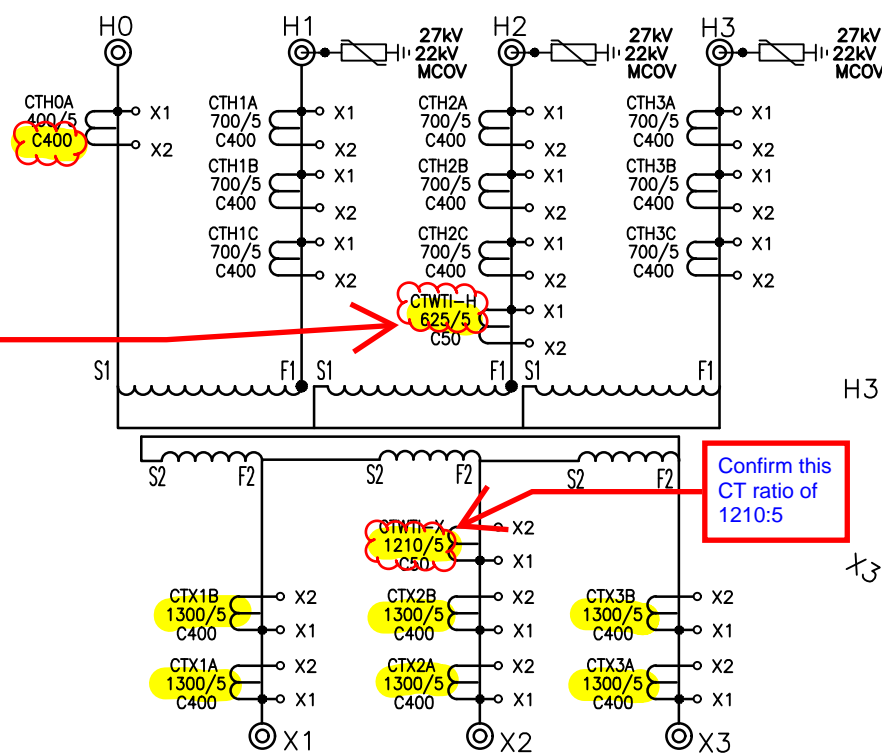 H0
H1
H2
H3
27kV
22kV
MCOV
27kV
22kV
MCOV
27kV
22kV
MCOV
CTH0A
400/5
C400
X1
X2
CTH1A
700/5
C400
X1
X2
CTH1B
700/5
C400
X1
X2
CTH1C
700/5
C400
X1
X2
CTH2A
700/5
C400
X1
X2
CTH2B
700/5
C400
X1
X2
CTH2C
700/5
C400
X1
X2
CTWTI-H
625/5
C50
X1
X2
CTH3A
700/5
C400
X1
X2
CTH3B
700/5
C400
X1
X2
CTH3C
700/5
C400
X1
X2
S1
F1
S1
F1
S1
F1
H3
S2
F2
S2
F2
S2
F2
Confirm this
CT ratio of
1210:5
CTWTI-X
1210/5
C50
X2
X1
X3
CTX1B
1300/5
C400
X2
X1
CTX2B
1300/5
C400
X2
X1
CTX3B
1300/5
C400
X2
X1
CTX1A
1300/5
C400
X2
X1
CTX2A
1300/5
C400
X2
X1
CTX3A
1300/5
C400
X2
X1
X1
X2
X3